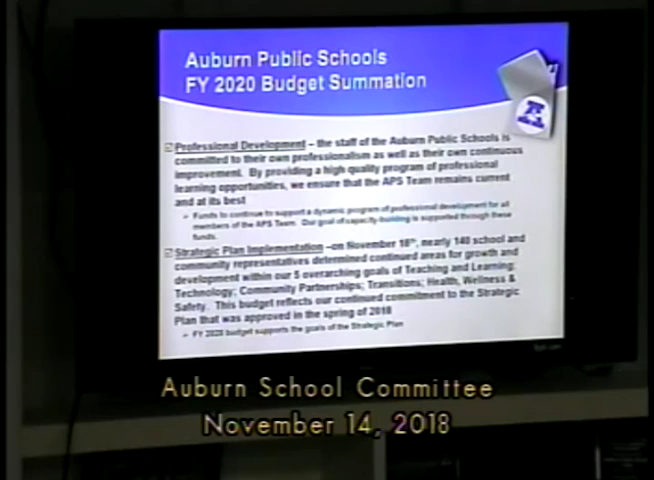 Auburn Public Schools
FY 2020 Budget Summation
Professional Development – the staff of the Auburn Public Schools is
committed to their own professionalism as well as their own continuous
improvement. By providing a high quality program of professional
learning opportunities, we ensure that the APS Team remains current
and at its best
Funds to continue to support a dynamic program of professional development for all
members of the APS Team. Our goal of capacity-building is supported through these
funds.
Strategic Plan Implementation –on November 18th, nearly 140 school and
community representatives determined continued areas for growth and
development within our 5 overarching goals of Teaching and Learning;
Technology; Community Partnerships; Transitions; Health, Wellness &
Safety. This budget reflects our continued commitment to the Strategic
Plan that was approved in the spring of 2018
FY 2020 budget supports the goals of the Strategic Plan
Auburn School Committee
November 14, 2018